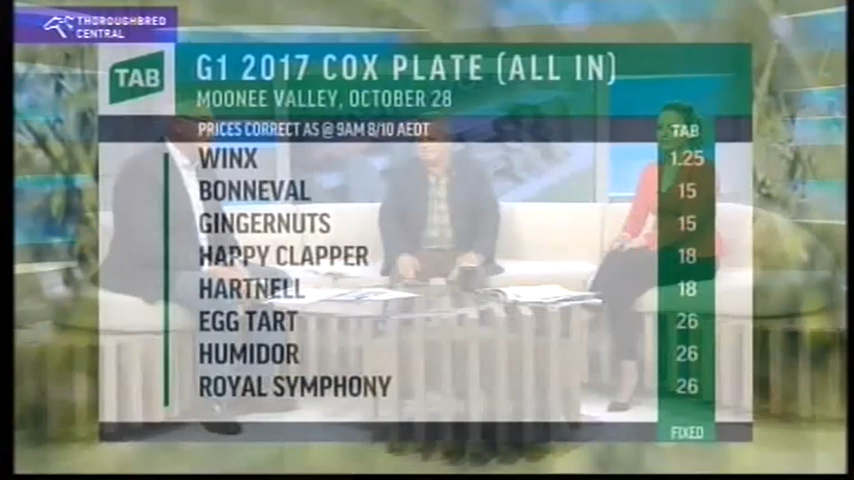 THOROUGHBRED
CENTRAL
TAB
G1 2017 COX PLATE (ALL IN)
MOONEE VALLEY, OCTOBER 28
PRICES CORRECT AS @ 9AM 8/10 AEDT TAB
WINX 1.25
BONNEVAL 15
GINGERNUTS 15
HAPPY CLAPPER 18
HARTNELL 18
EGG TART 26
HUMIDOR 26
ROYAL SYMPHONY 26
FIXED